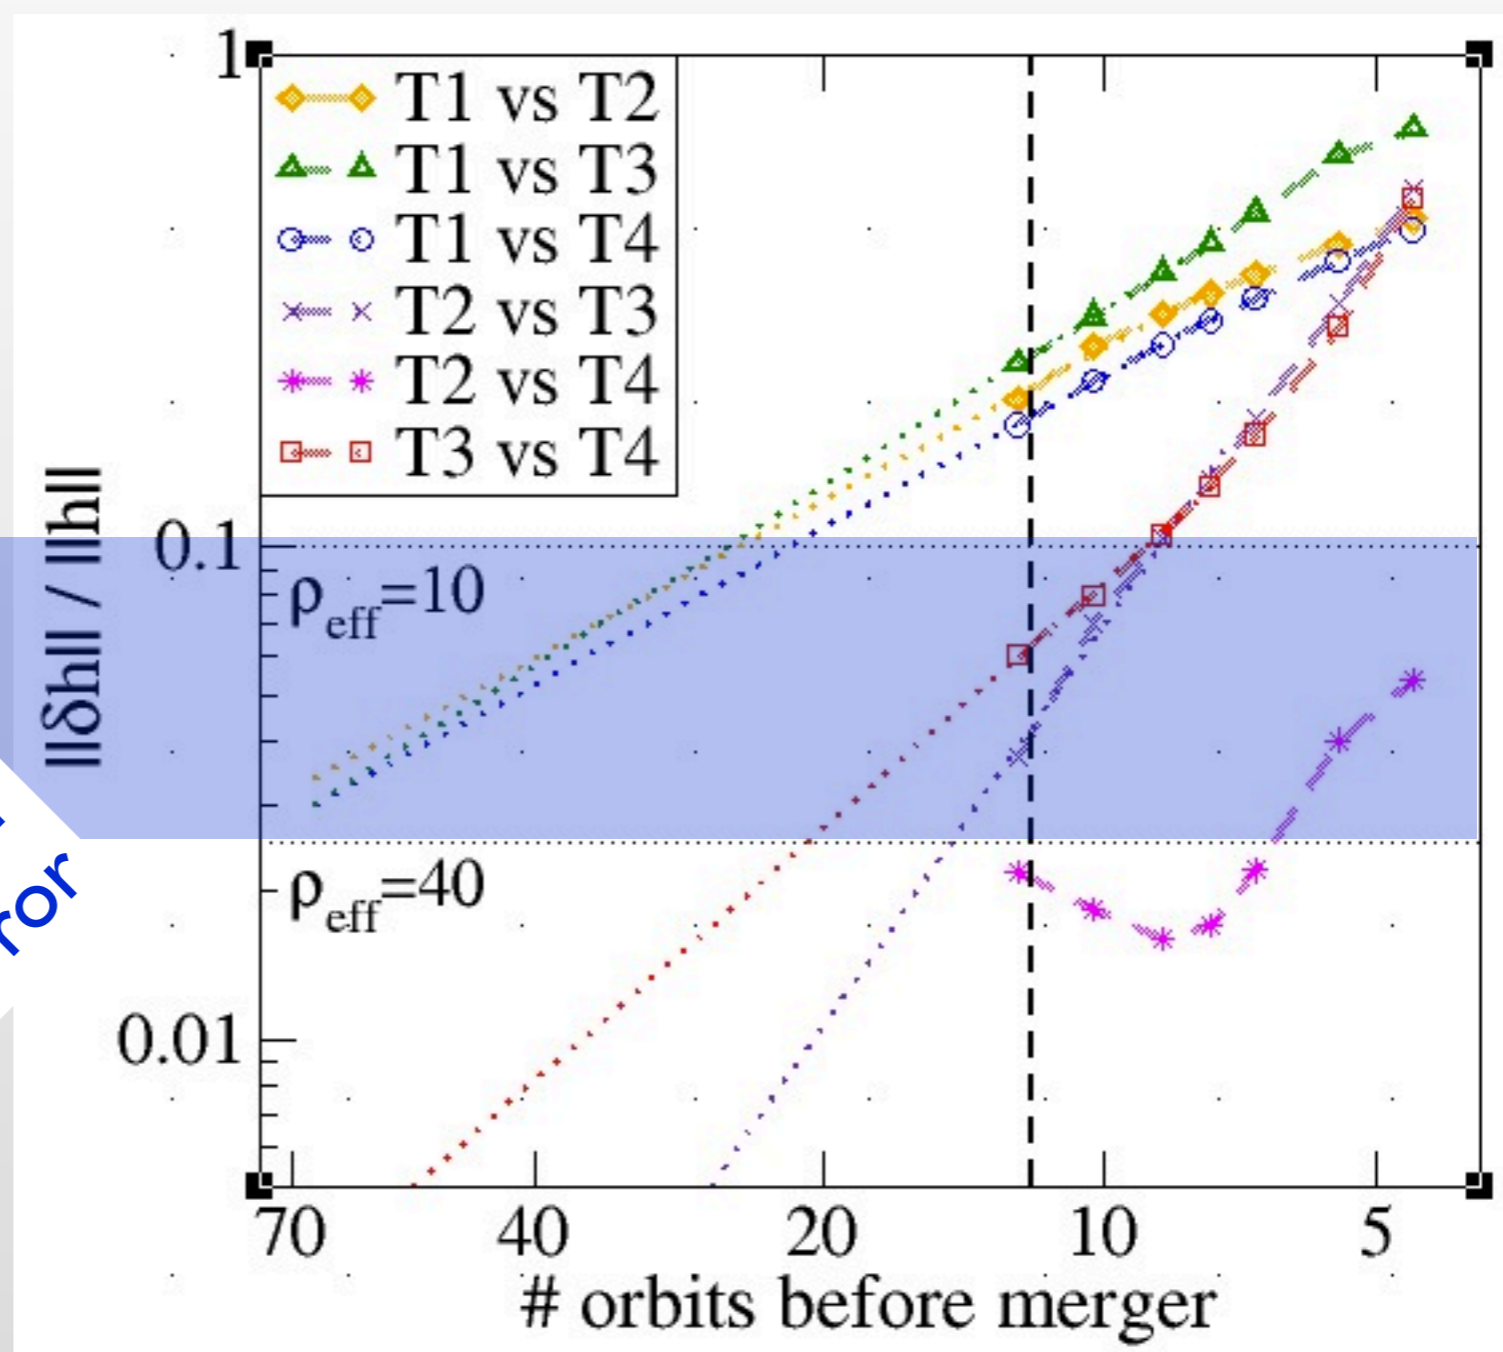 1
T1 vs T2
T1 vs T3
T1 vs T4
T2 vs T3
T2 vs T4
T3 vs T4
||δh|| / ||h||
0.1
ρeff=10
ρeff=40
0.01
70 40 20 10 5
# orbits before merger